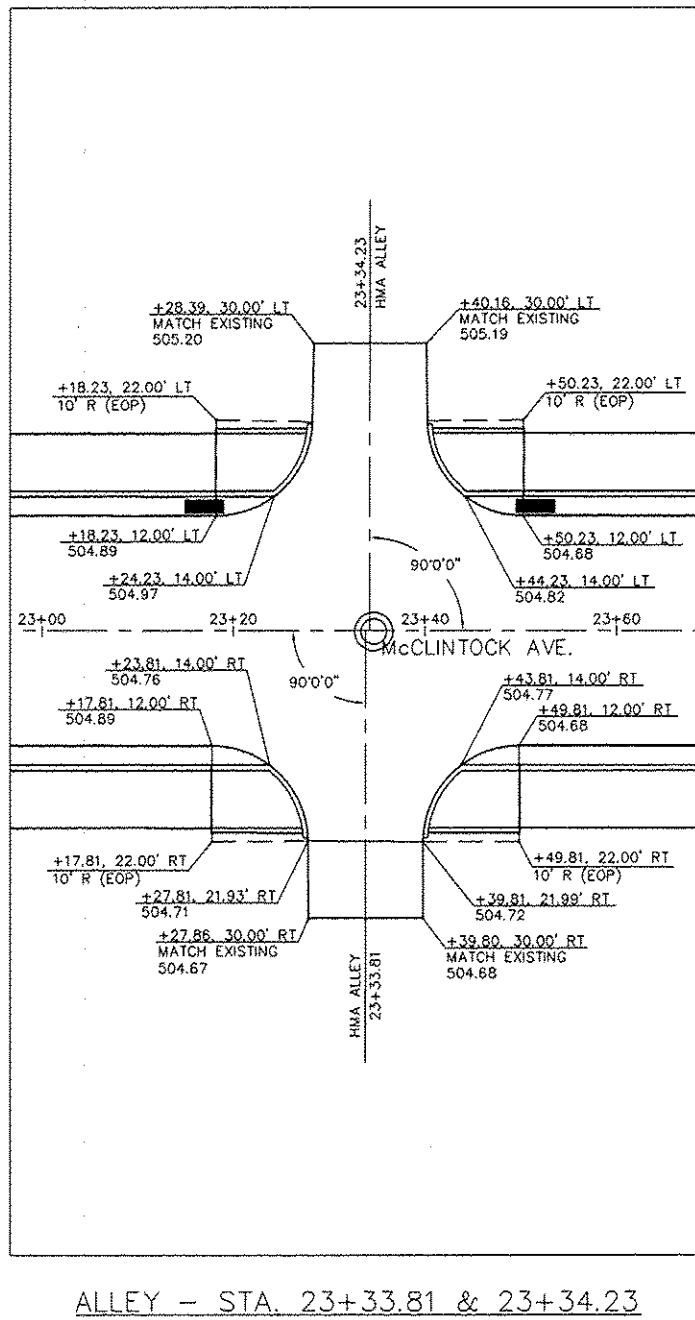 23+34.23
HMA ALLEY
+28.39, 30.00' LT
MATCH EXISTING
505.20
+40.16, 30.00' LT
MATCH EXISTING
505.19
+18.23, 22.00' LT
10' R (EOP)
+50.23, 22.00' LT
10' R (EOP)
+18.23, 12.00' LT
504.89
+50.23, 12.00' LT
504.68
+24.23, 14.00' LT
504.97
90°0'0"
+44.23, 14.00' LT
504.82
23+00
23+20
23+40
23+60
McCLINTOCK AVE.
+23.81, 14.00' RT
504.76
90°0'0"
+43.81, 14.00' RT
504.77
+17.81, 12.00' RT
504.89
+49.81, 12.00' RT
504.68
+17.81, 22.00' RT
10' R (EOP)
+49.81, 22.00' RT
10' R (EOP)
+27.81, 21.93' RT
504.71
+39.81, 21.99' RT
504.72
+27.86, 30.00' RT
MATCH EXISTING
504.67
+39.80, 30.00' RT
MATCH EXISTING
504.68
HMA ALLEY
23+33.81
ALLEY - STA. 23+33.81 & 23+34.23